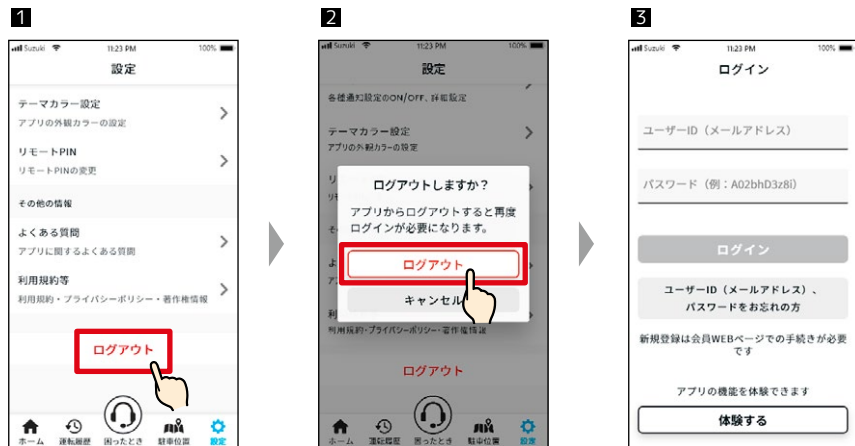 1
Suzuki 11:23 PM 100%
設定
テーマカラー設定
アプリの外観カラーの設定
リモートPIN
リモートPINの変更
その他の情報
よくある質問
アプリに関するよくある質問
利用規約等
利用規約・プライバシーポリシー・著作権情報
ログアウト
ホーム 運転履歴 困ったとき 駐車位置 設定
2
Suzuki 11:23 PM 100%
設定
各種通知設定のON/OFF、詳細設定
テーマカラー設定
アプリの外観カラーの設定
リ
リモ
そ
ログアウトしますか?
アプリからログアウトすると再度
ログインが必要になります。
ログアウト
キャンセル
よ
ア
利
利用規約・プライバシーポリシー・著作権情報
ログアウト
ホーム 運転履歴 困ったとき 駐車位置 設定
3
Suzuki 11:23 PM 100%
ログイン
ユーザーID(メールアドレス)
パスワード(例:A02bhD3z8i)
ログイン
ユーザーID(メールアドレス)、
パスワードをお忘れの方
新規登録は会員WEBページでの手続きが必要
です
アプリの機能を体験できます
体験する